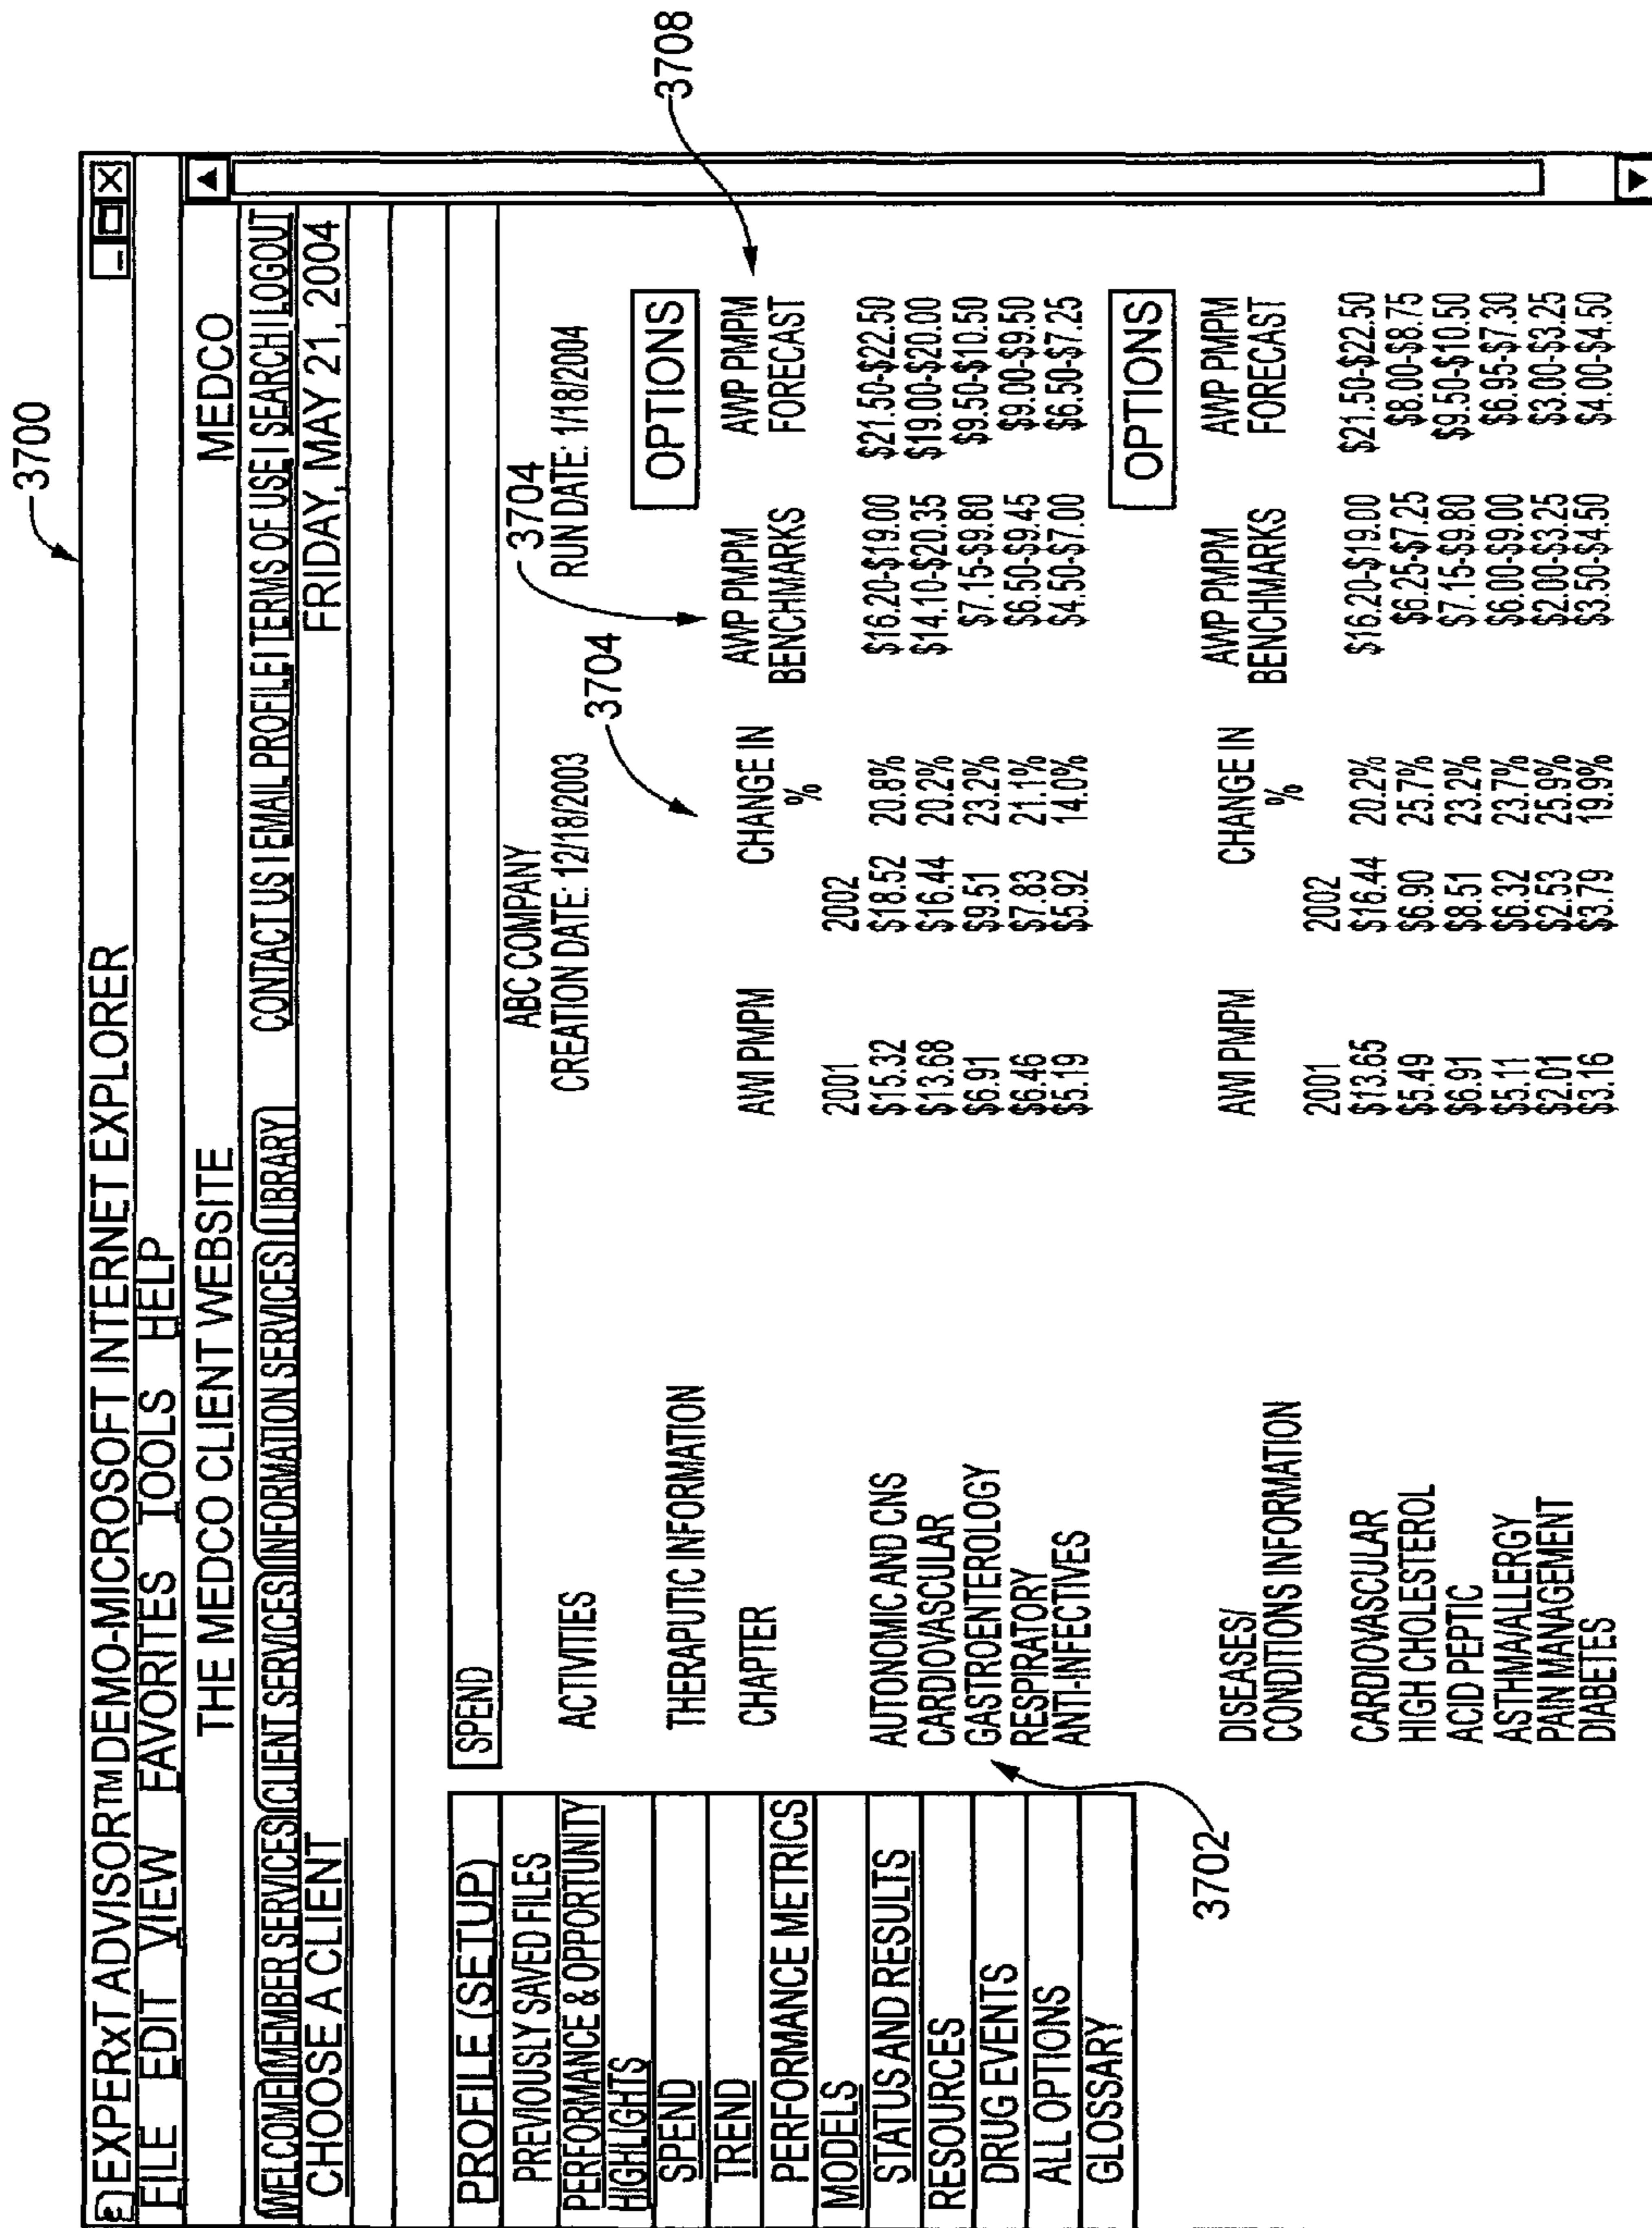 3700
EXPERxT ADVISOR™ DEMO-MICROSOFT INTERNET EXPLORER
FILE EDIT VIEW FAVORITES TOOLS HELP
THE MEDCO CLIENT WEBSITE MEDCO
WELCOME MEMBER SERVICES CLIENT SERVICES INFORMATION SERVICES LIBRARY CONTACT US | EMAIL PROFILE | TERMS OF USE | SEARCH | LOGOUT
CHOOSE A CLIENT FRIDAY, MAY 21, 2004
PROFILE (SETUP)
PREVIOUSLY SAVED FILES
PERFORMANCE & OPPORTUNITY
HIGHLIGHTS
SPEND
TREND
PERFORMANCE METRICS
MODELS
STATUS AND RESULTS
RESOURCES
DRUG EVENTS
ALL OPTIONS
GLOSSARY
3702
SPEND
ABC COMPANY 3704
ACTIVITIES CREATION DATE: 12/18/2003 RUN DATE: 1/18/2004
3704
OPTIONS
THERAPUTIC INFORMATION
3708
CHAPTER AWI PMPM CHANGE IN AWP PMPM AWP PMPM
% BENCHMARKS FORECAST
2001 2002
AUTONOMIC AND CNS $15.32 $18.52 20.8% $16.20-$19.00 $21.50-$22.50
CARDIOVASCULAR $13.68 $16.44 20.2% $14.10-$20.35 $19.00-$20.00
GASTROENTEROLOGY $6.91 $9.51 23.2% $7.15-$9.80 $9.50-$10.50
RESPIRATORY $6.46 $7.83 21.1% $6.50-$9.45 $9.00-$9.50
ANTI-INFECTIVES $5.19 $5.92 14.0% $4.50-$7.00 $6.50-$7.25
OPTIONS
DISEASES/ AWI PMPM CHANGE IN AWP PMPM AWP PMPM
CONDITIONS INFORMATION % BENCHMARKS FORECAST
2001 2002
CARDIOVASCULAR $13.65 $16.44 20.2% $16.20-$19.00 $21.50-$22.50
HIGH CHOLESTEROL $5.49 $6.90 25.7% $6.25-$7.25 $8.00-$8.75
ACID PEPTIC $6.91 $8.51 23.2% $7.15-$9.80 $9.50-$10.50
ASTHMA/ALLERGY $5.11 $6.32 23.7% $6.00-$9.00 $6.95-$7.30
PAIN MANAGEMENT $2.01 $2.53 25.9% $2.00-$3.25 $3.00-$3.25
DIABETES $3.16 $3.79 19.9% $3.50-$4.50 $4.00-$4.50